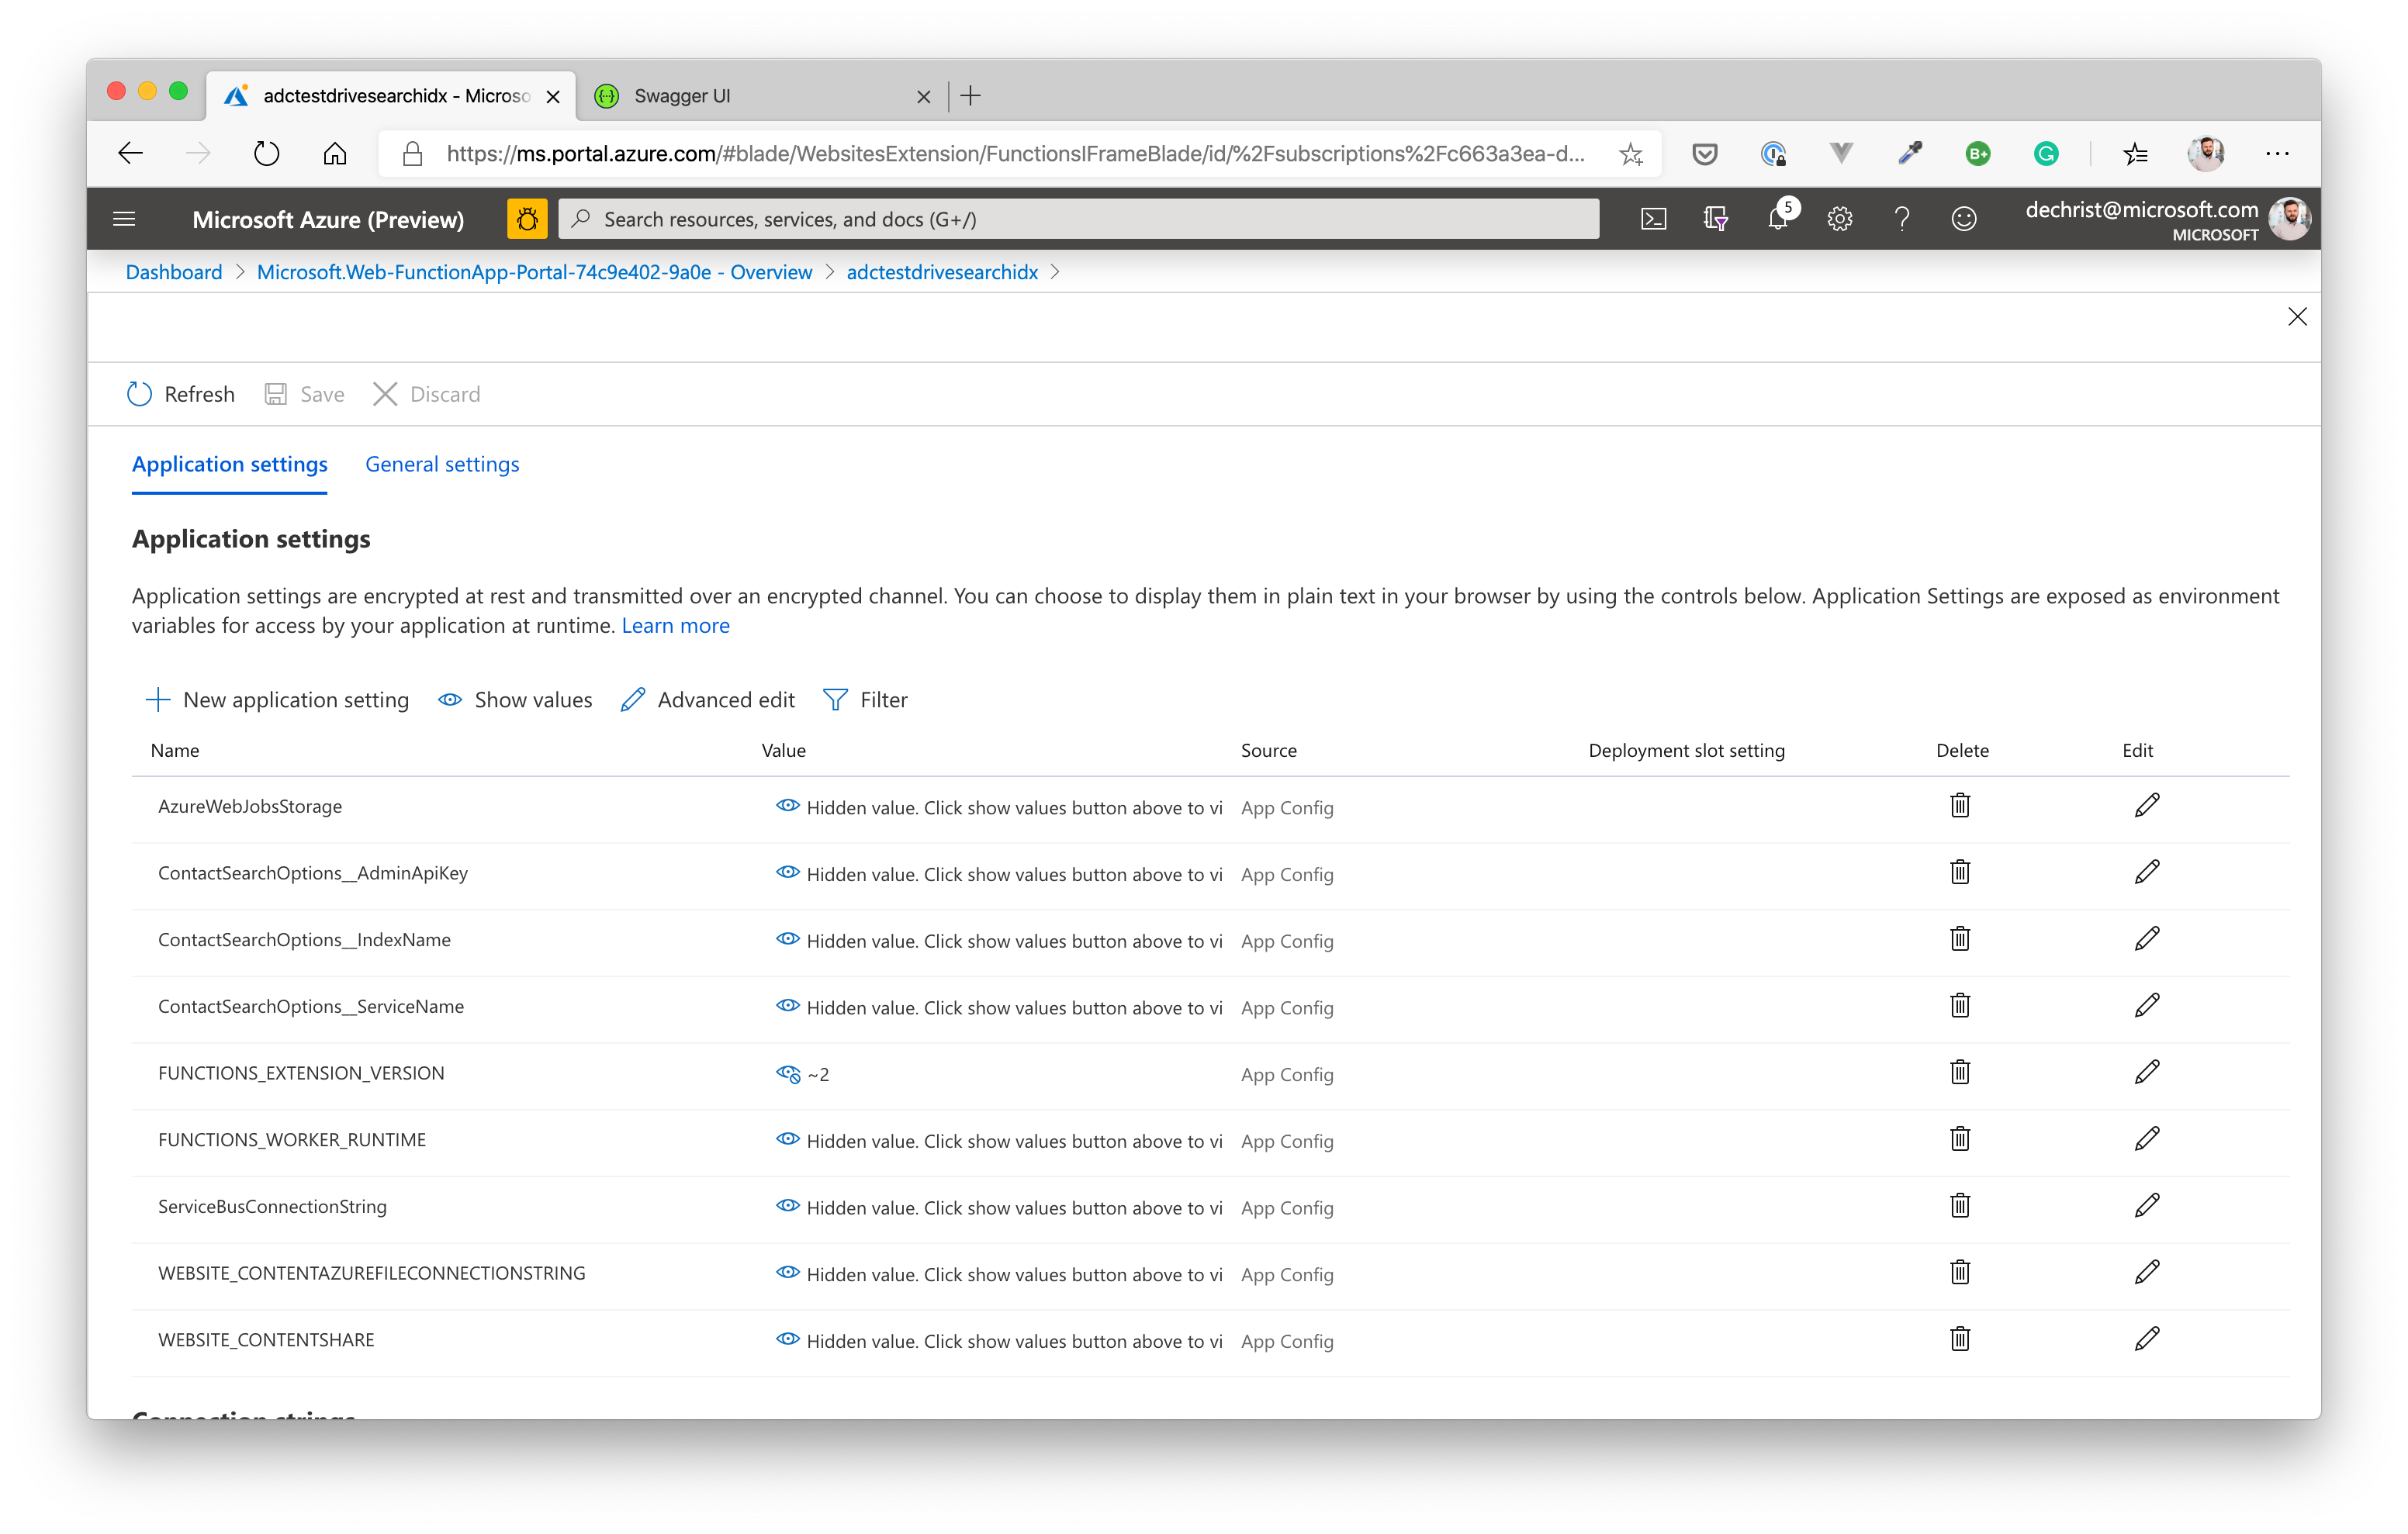 adctestdrivesearchidx - Microso
Swagger UI
https://ms.portal.azure.com/#blade/WebsitesExtension/FunctionsIFrameBlade/id/%2Fsubscriptions%2Fc663a3ea-d...
B+
Microsoft Azure (Preview)
Search resources, services, and docs (G+/)
5
dechrist@microsoft.com
MICROSOFT
Dashboard > Microsoft.Web-FunctionApp-Portal-74c9e402-9a0e - Overview > adctestdrivesearchidx >
Refresh Save Discard
Application settings General settings
Application settings
Application settings are encrypted at rest and transmitted over an encrypted channel. You can choose to display them in plain text in your browser by using the controls below. Application Settings are exposed as environment
variables for access by your application at runtime. Learn more
New application setting Show values Advanced edit Filter
Name Value Source Deployment slot setting Delete Edit
AzureWebJobsStorage Hidden value. Click show values button above to vi App Config
ContactSearchOptions__AdminApiKey Hidden value. Click show values button above to vi App Config
ContactSearchOptions__IndexName Hidden value. Click show values button above to vi App Config
ContactSearchOptions__ServiceName Hidden value. Click show values button above to vi App Config
FUNCTIONS_EXTENSION_VERSION ~2 App Config
FUNCTIONS_WORKER_RUNTIME Hidden value. Click show values button above to vi App Config
ServiceBusConnectionString Hidden value. Click show values button above to vi App Config
WEBSITE_CONTENTAZUREFILECONNECTIONSTRING Hidden value. Click show values button above to vi App Config
WEBSITE_CONTENTSHARE Hidden value. Click show values button above to vi App Config
Connection strings